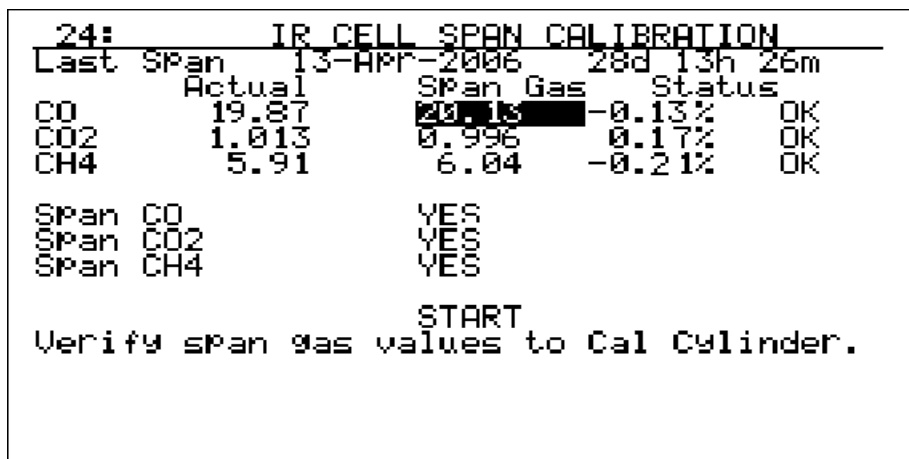 24: IR CELL SPAN CALIBRATION
Last Span 13-Apr-2006 28d 13h 26m
Actual Span Gas Status
CO 19.87 20.13 -0.13% OK
CO2 1.013 0.996 0.17% OK
CH4 5.91 6.04 -0.21% OK
Span CO YES
Span CO2 YES
Span CH4 YES
START
Verify span gas values to Cal Cylinder.